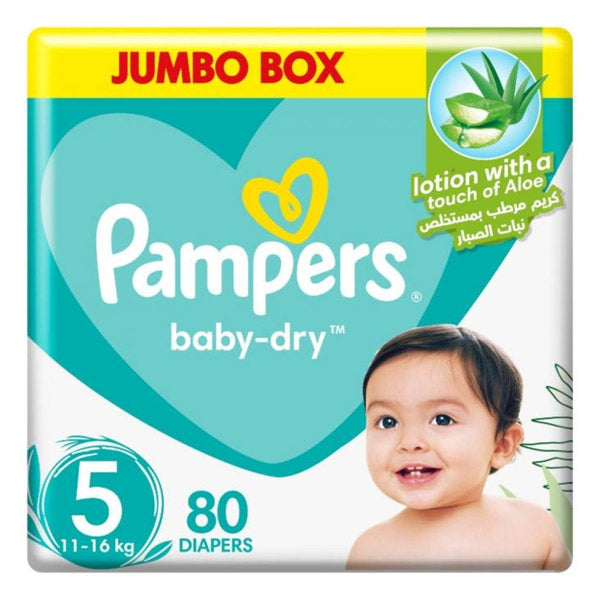 JUMBO BOX
lotion with a
touch of Aloe
كريم مرطب بمستخلص
نبات الصبار
Pampers®
baby-dry™
5
11-16 kg
80
DIAPERS